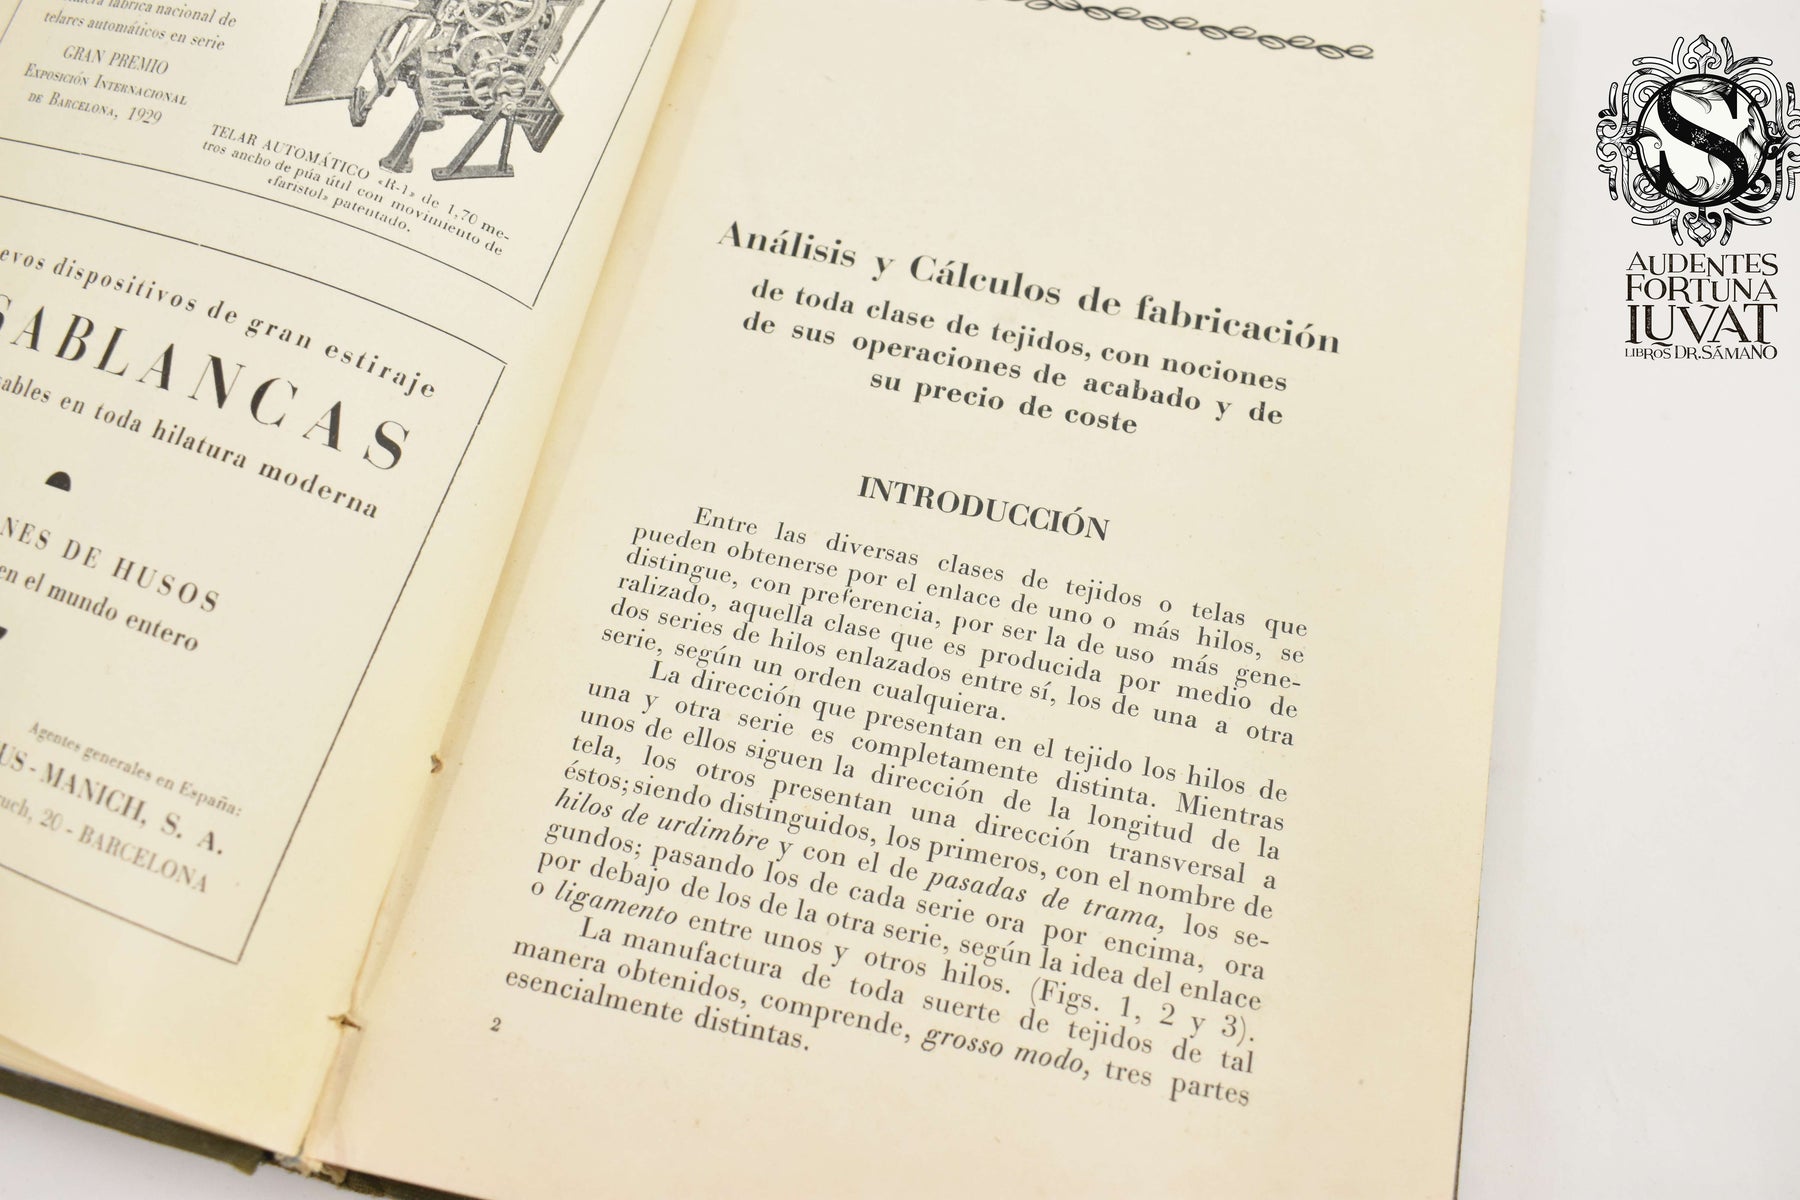 fábrica nacional de
telares automáticos en serie
GRAN PREMIO
EXPOSICIÓN INTERNACIONAL
DE BARCELONA, 1929
TELAR AUTOMÁTICO «R-1» de 1,70 me-
tros ancho de púa útil con movimiento de
«faristol» patentado.
evos dispositivos de gran estiraje
SABLANCAS
sables en toda hilatura moderna
NES DE HUSOS
en el mundo entero
Agentes generales en España:
US-MANICH, S. A.
uch, 20 - BARCELONA
Análisis y Cálculos de fabricación
de toda clase de tejidos, con nociones
de sus operaciones de acabado y de
su precio de coste
INTRODUCCIÓN
Entre las diversas clases de tejidos o telas que
pueden obtenerse por el enlace de uno o más hilos, se
distingue, con preferencia, por ser la de uso más gene-
ralizado, aquella clase que es producida por medio de
dos series de hilos enlazados entre sí, los de una a otra
serie, según un orden cualquiera.
La dirección que presentan en el tejido los hilos de
una y otra serie es completamente distinta. Mientras
unos de ellos siguen la dirección de la longitud de la
tela, los otros presentan una dirección transversal a
éstos; siendo distinguidos, los primeros, con el nombre de
hilos de urdimbre y con el de pasadas de trama, los se-
gundos; pasando los de cada serie ora por encima, ora
por debajo de los de la otra serie, según la idea del enlace
o ligamento entre unos y otros hilos. (Figs. 1, 2 y 3).
La manufactura de toda suerte de tejidos de tal
manera obtenidos, comprende, grosso modo, tres partes
esencialmente distintas.
2
S
AUDENTES
FORTUNA
IUVAT
LIBROS DR. SÁMANO